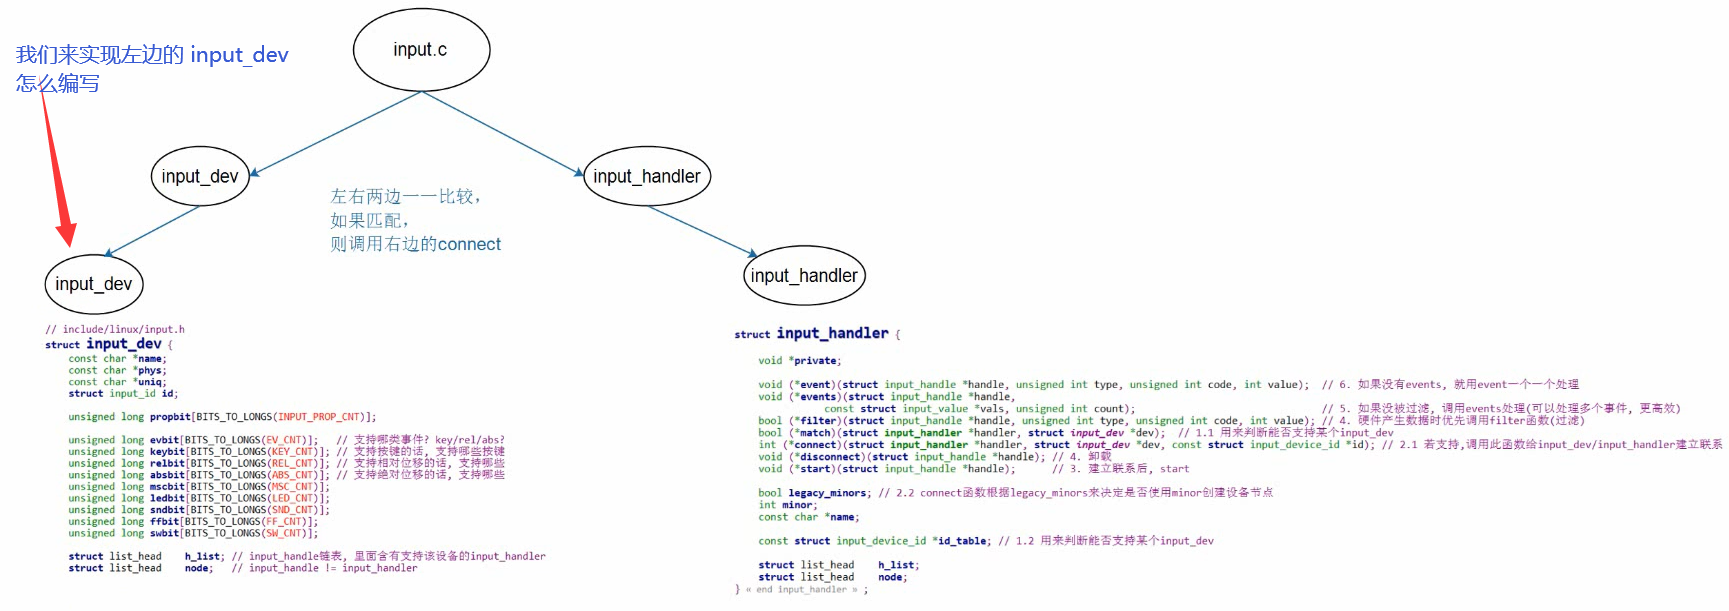 input.c
我们来实现左边的 input_dev
怎么编写
input_dev
input_handler
左右两边一一比较，
如果匹配，
则调用右边的connect
input_dev
input_handler
// include/linux/input.h
struct input_dev {
const char *name;
const char *phys;
const char *uniq;
struct input_id id;
unsigned long propbit[BITS_TO_LONGS(INPUT_PROP_CNT)];
unsigned long evbit[BITS_TO_LONGS(EV_CNT)]; // 支持哪类事件? key/rel/abs?
unsigned long keybit[BITS_TO_LONGS(KEY_CNT)]; // 支持按键的话, 支持哪些按键
unsigned long relbit[BITS_TO_LONGS(REL_CNT)]; // 支持相对位移的话, 支持哪些
unsigned long absbit[BITS_TO_LONGS(ABS_CNT)]; // 支持绝对位移的话, 支持哪些
unsigned long mscbit[BITS_TO_LONGS(MSC_CNT)];
unsigned long ledbit[BITS_TO_LONGS(LED_CNT)];
unsigned long sndbit[BITS_TO_LONGS(SND_CNT)];
unsigned long ffbit[BITS_TO_LONGS(FF_CNT)];
unsigned long swbit[BITS_TO_LONGS(SW_CNT)];
struct list_head h_list; // input_handle链表, 里面含有支持该设备的input_handler
struct list_head node; // input_handle != input_handler
struct input_handler {
void *private;
void (*event)(struct input_handle *handle, unsigned int type, unsigned int code, int value); // 6. 如果没有events, 就用event一个一个处理
void (*events)(struct input_handle *handle,
const struct input_value *vals, unsigned int count); // 5. 如果没被过滤, 调用events处理(可以处理多个事件, 更高效)
bool (*filter)(struct input_handle *handle, unsigned int type, unsigned int code, int value); // 4. 硬件产生数据时优先调用filter函数(过滤)
bool (*match)(struct input_handler *handler, struct input_dev *dev); // 1.1 用来判断能否支持某个input_dev
int (*connect)(struct input_handler *handler, struct input_dev *dev, const struct input_device_id *id); // 2.1 若支持,调用此函数给input_dev/input_handler建立联系
void (*disconnect)(struct input_handle *handle); // 4. 卸载
void (*start)(struct input_handle *handle); // 3. 建立联系后, start
bool legacy_minors; // 2.2 connect函数根据legacy_minors来决定是否使用minor创建设备节点
int minor;
const char *name;
const struct input_device_id *id_table; // 1.2 用来判断能否支持某个input_dev
struct list_head h_list;
struct list_head node;
} « end input_handler » ;